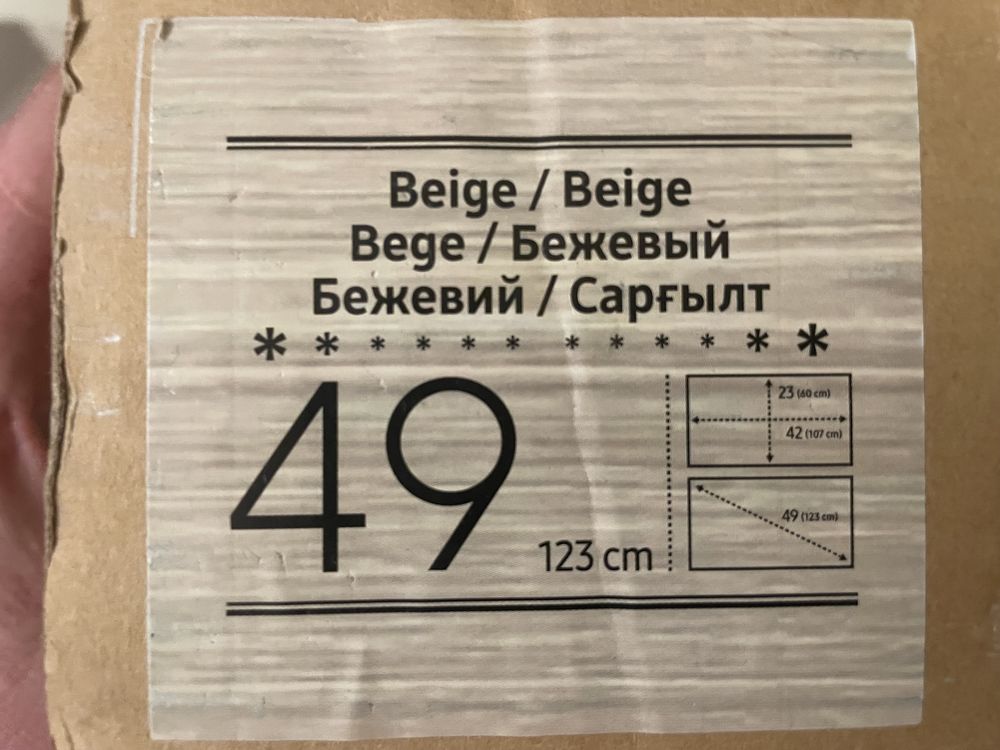 Beige / Beige
Bege / Бежевый
Бежевий / Сарғылт
* * * * * * * * * * * *
49
123 cm
23 (60 cm)
42 (107 cm)
49 (123 cm)